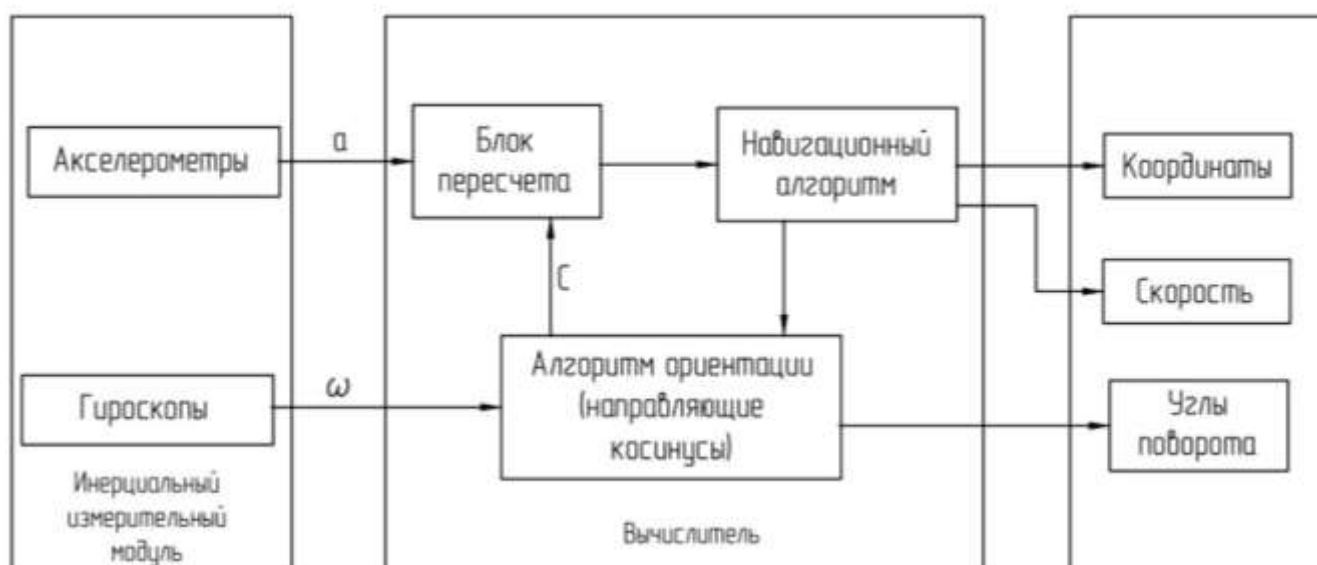 Акселерометры
a
Блок
пересчета
Навигационный
алгоритм
Координаты
C
Скорость
Гироскопы
ω
Алгоритм ориентации
(направляющие
косинусы)
Углы
поворота
Инерциальный
измерительный
модуль
Вычислитель